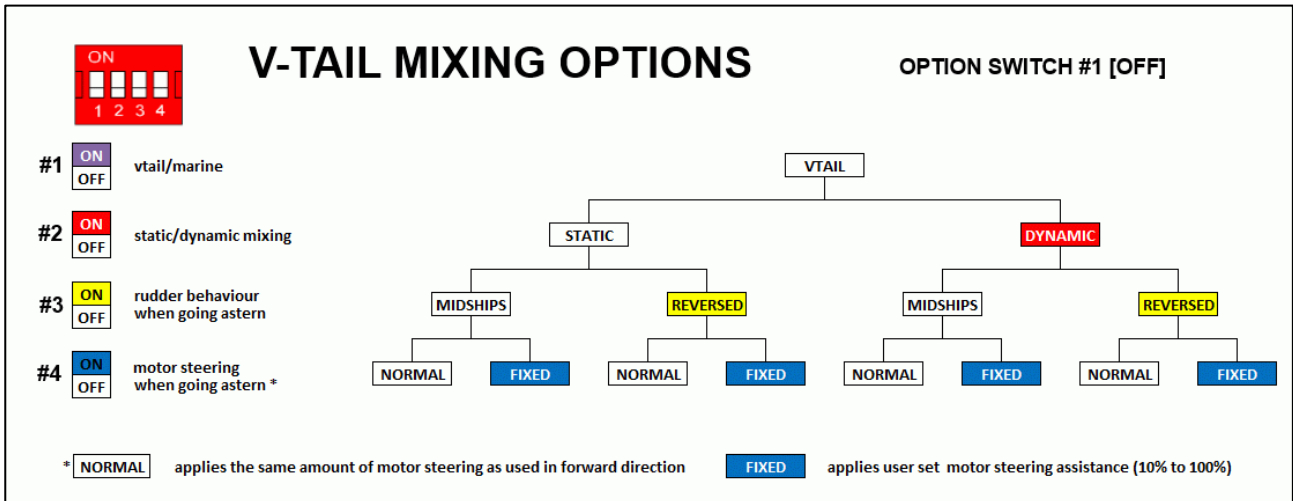 ON
1 2 3 4
V-TAIL MIXING OPTIONS
OPTION SWITCH #1 [OFF]
#1 ON OFF vtail/marine
#2 ON OFF static/dynamic mixing
#3 ON OFF rudder behaviour
when going astern
#4 ON OFF motor steering
when going astern *
VTAIL
STATIC DYNAMIC
MIDSHIPS REVERSED MIDSHIPS REVERSED
NORMAL FIXED NORMAL FIXED NORMAL FIXED NORMAL FIXED
* NORMAL applies the same amount of motor steering as used in forward direction
FIXED applies user set motor steering assistance (10% to 100%)